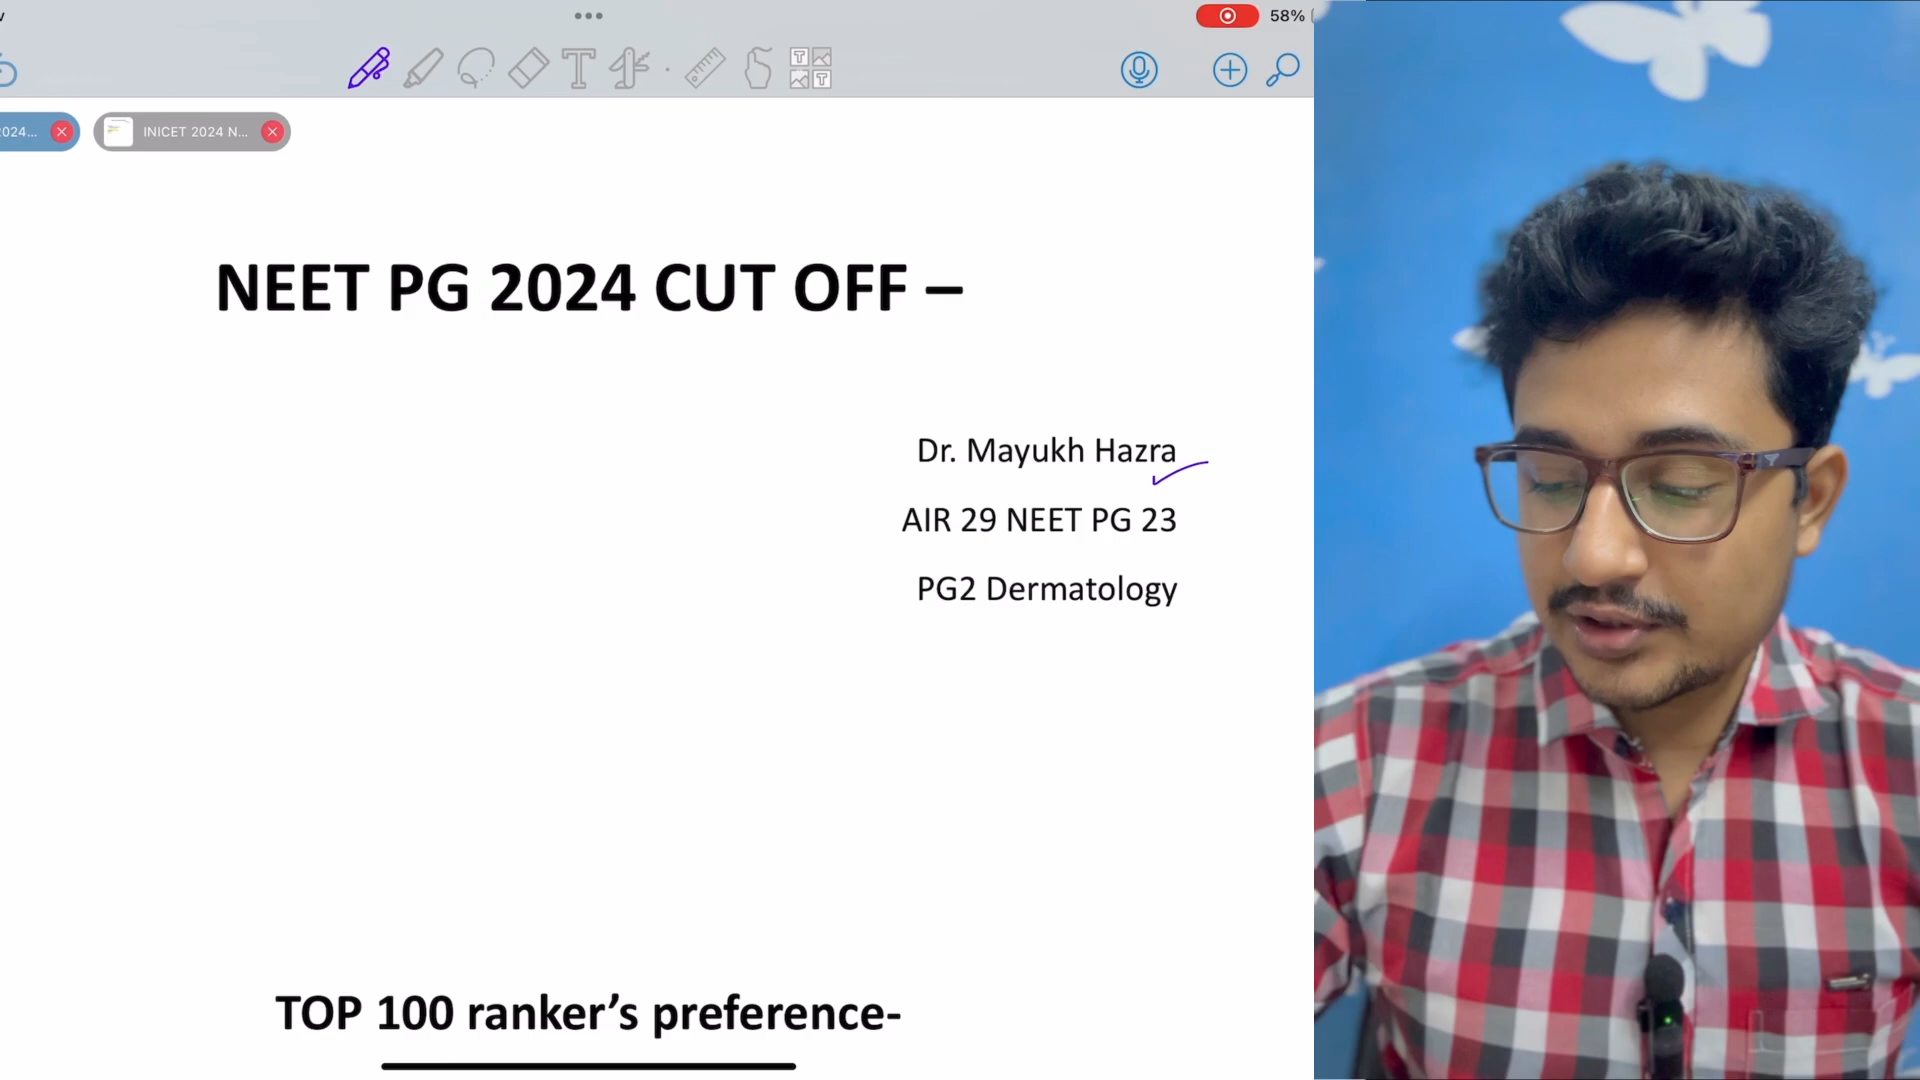 58%
024...
INICET 2024 N...
NEET PG 2024 CUT OFF –
Dr. Mayukh Hazra
AIR 29 NEET PG 23
PG2 Dermatology
TOP 100 ranker’s preference-